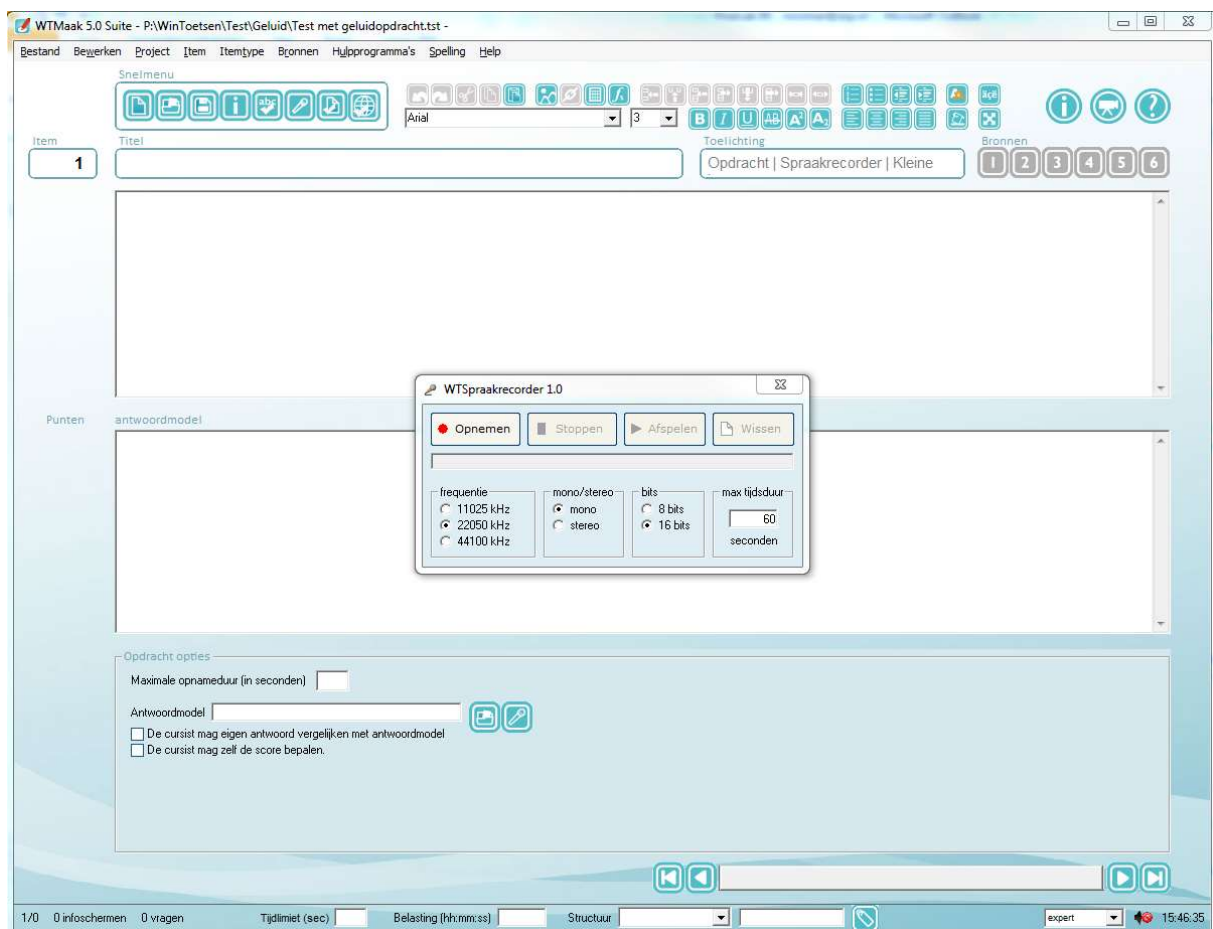 WTMaak 5.0 Suite - P:\WinToetsen\Test\Geluid\Test met geluidopdracht.tst -
Bestand Bewerken Project Item Itemtype Bronnen Hulpprogramma's Spelling Help
Snelmenu
abc
Arial 3 B I U AB A² A₂
Item Titel Toelichting Bronnen
1 Opdracht | Spraakrecorder | Kleine 1 2 3 4 5 6
WTSpraakrecorder 1.0
Punten antwoordmodel
Opnemen Stoppen Afspelen Wissen
frequentie mono/stereo bits max tijdsduur
11025 kHz mono 8 bits 60
22050 kHz stereo 16 bits seconden
44100 kHz
Opdracht opties
Maximale opnameduur (in seconden)
Antwoordmodel
De cursist mag eigen antwoord vergelijken met antwoordmodel
De cursist mag zelf de score bepalen.
1/0 0 infoschermen 0 vragen Tijdlimiet (sec) Belasting (hh:mm:ss) Structuur expert 15:46:35